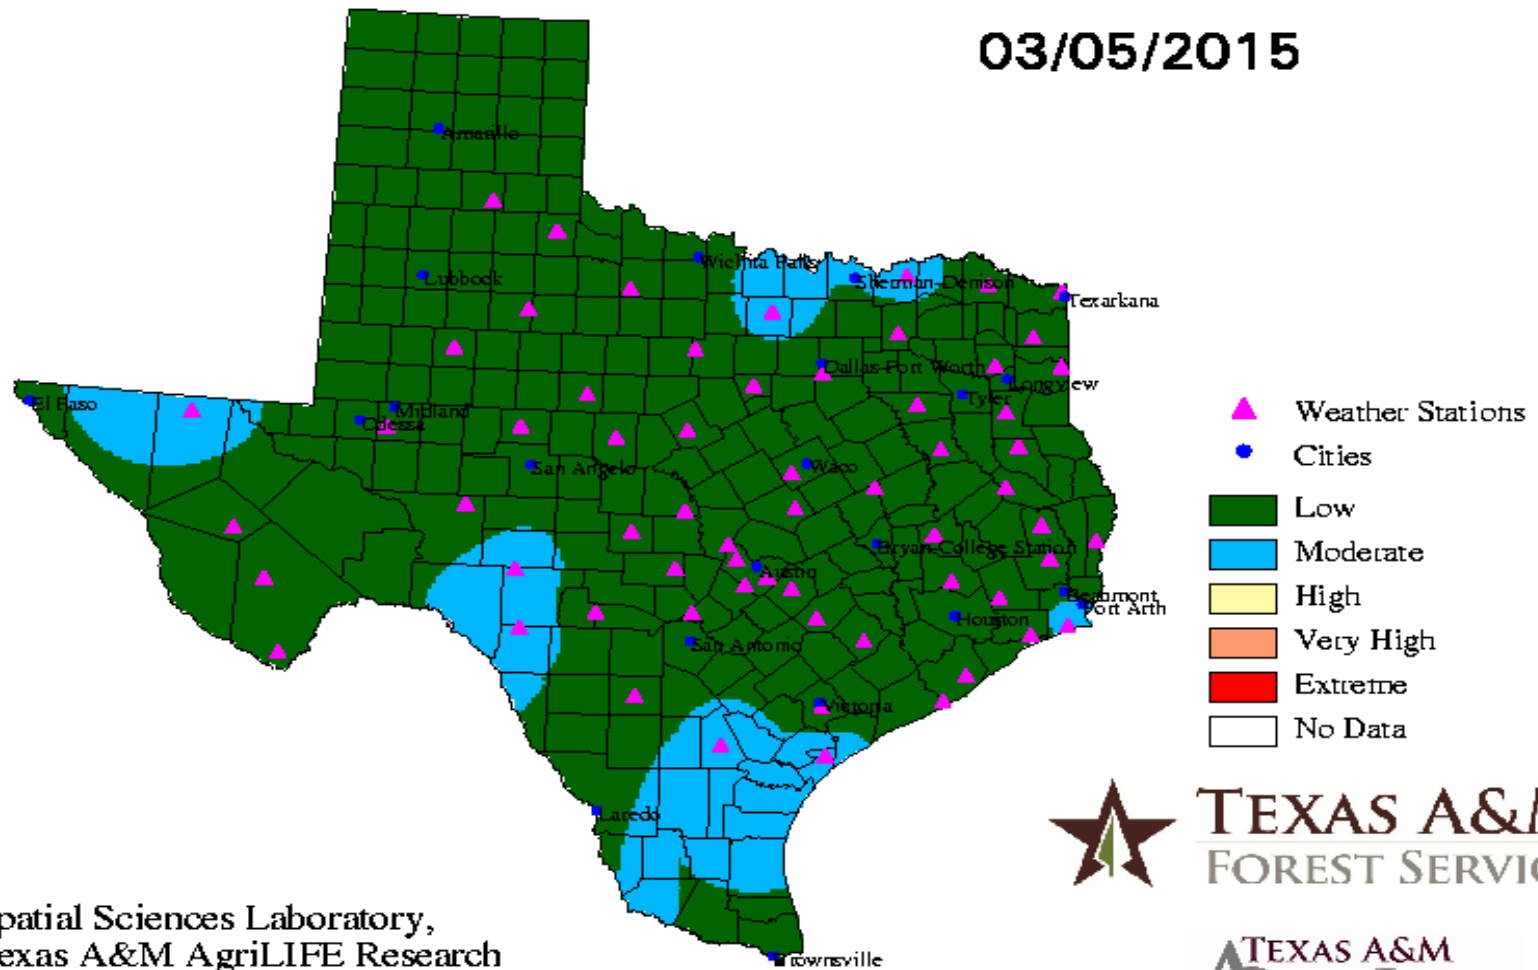 03/05/2015
Amarillo
Lubbock
Wichita Falls
Sherman-Denison
Texarkana
Dallas-Fort Worth
Longview
Tyler
El Paso
Midland
Odessa
San Angelo
Waco
Bryan-College Station
Austin
Beaumont
Port Arth
Houston
San Antonio
Victoria
Laredo
Brownsville
Weather Stations
Cities
Low
Moderate
High
Very High
Extreme
No Data
TEXAS A&M
FOREST SERVIC
patial Sciences Laboratory,
exas A&M AgriLIFE Research
TEXAS A&M